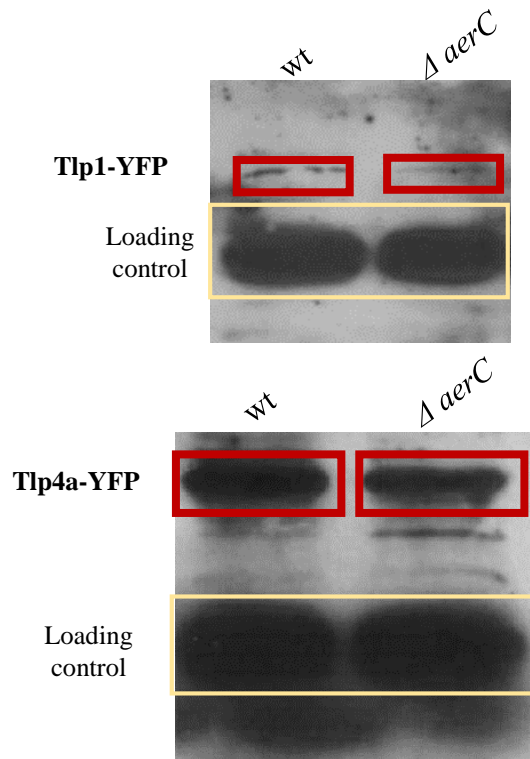 wt
Δ aerC
Tlp1-YFP
Loading
control
wt
Δ aerC
Tlp4a-YFP
Loading
control